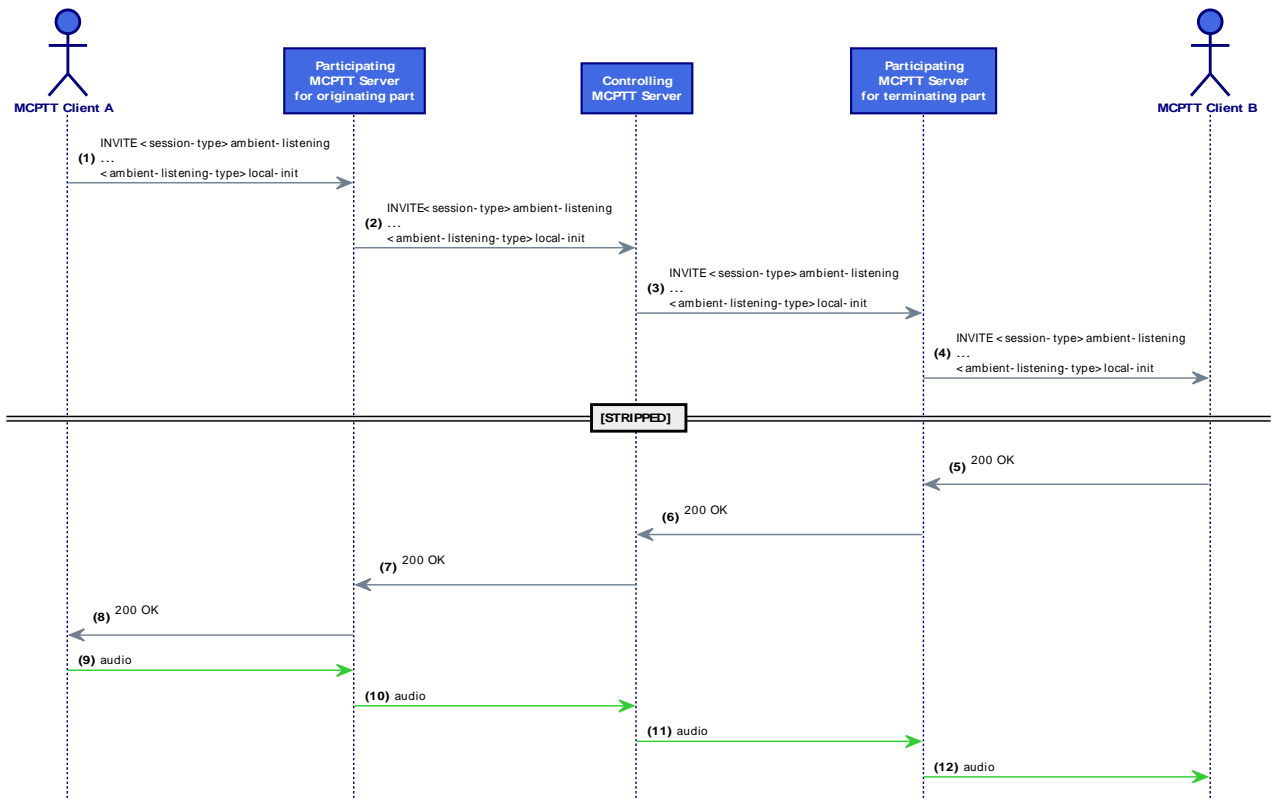 MCPTT Client A
Participating
MCPTT Server
for originating part
Controlling
MCPTT Server
Participating
MCPTT Server
for terminating part
MCPTT Client B
INVITE <session-type> ambient-listening
(1) ...
<ambient-listening-type> local-init
INVITE<session-type> ambient-listening
(2) ...
<ambient-listening-type> local-init
INVITE <session-type> ambient-listening
(3) ...
<ambient-listening-type> local-init
INVITE <session-type> ambient-listening
(4) ...
<ambient-listening-type> local-init
[STRIPPED]
(5) 200 OK
(6) 200 OK
(7) 200 OK
(8) 200 OK
(9) audio
(10) audio
(11) audio
(12) audio